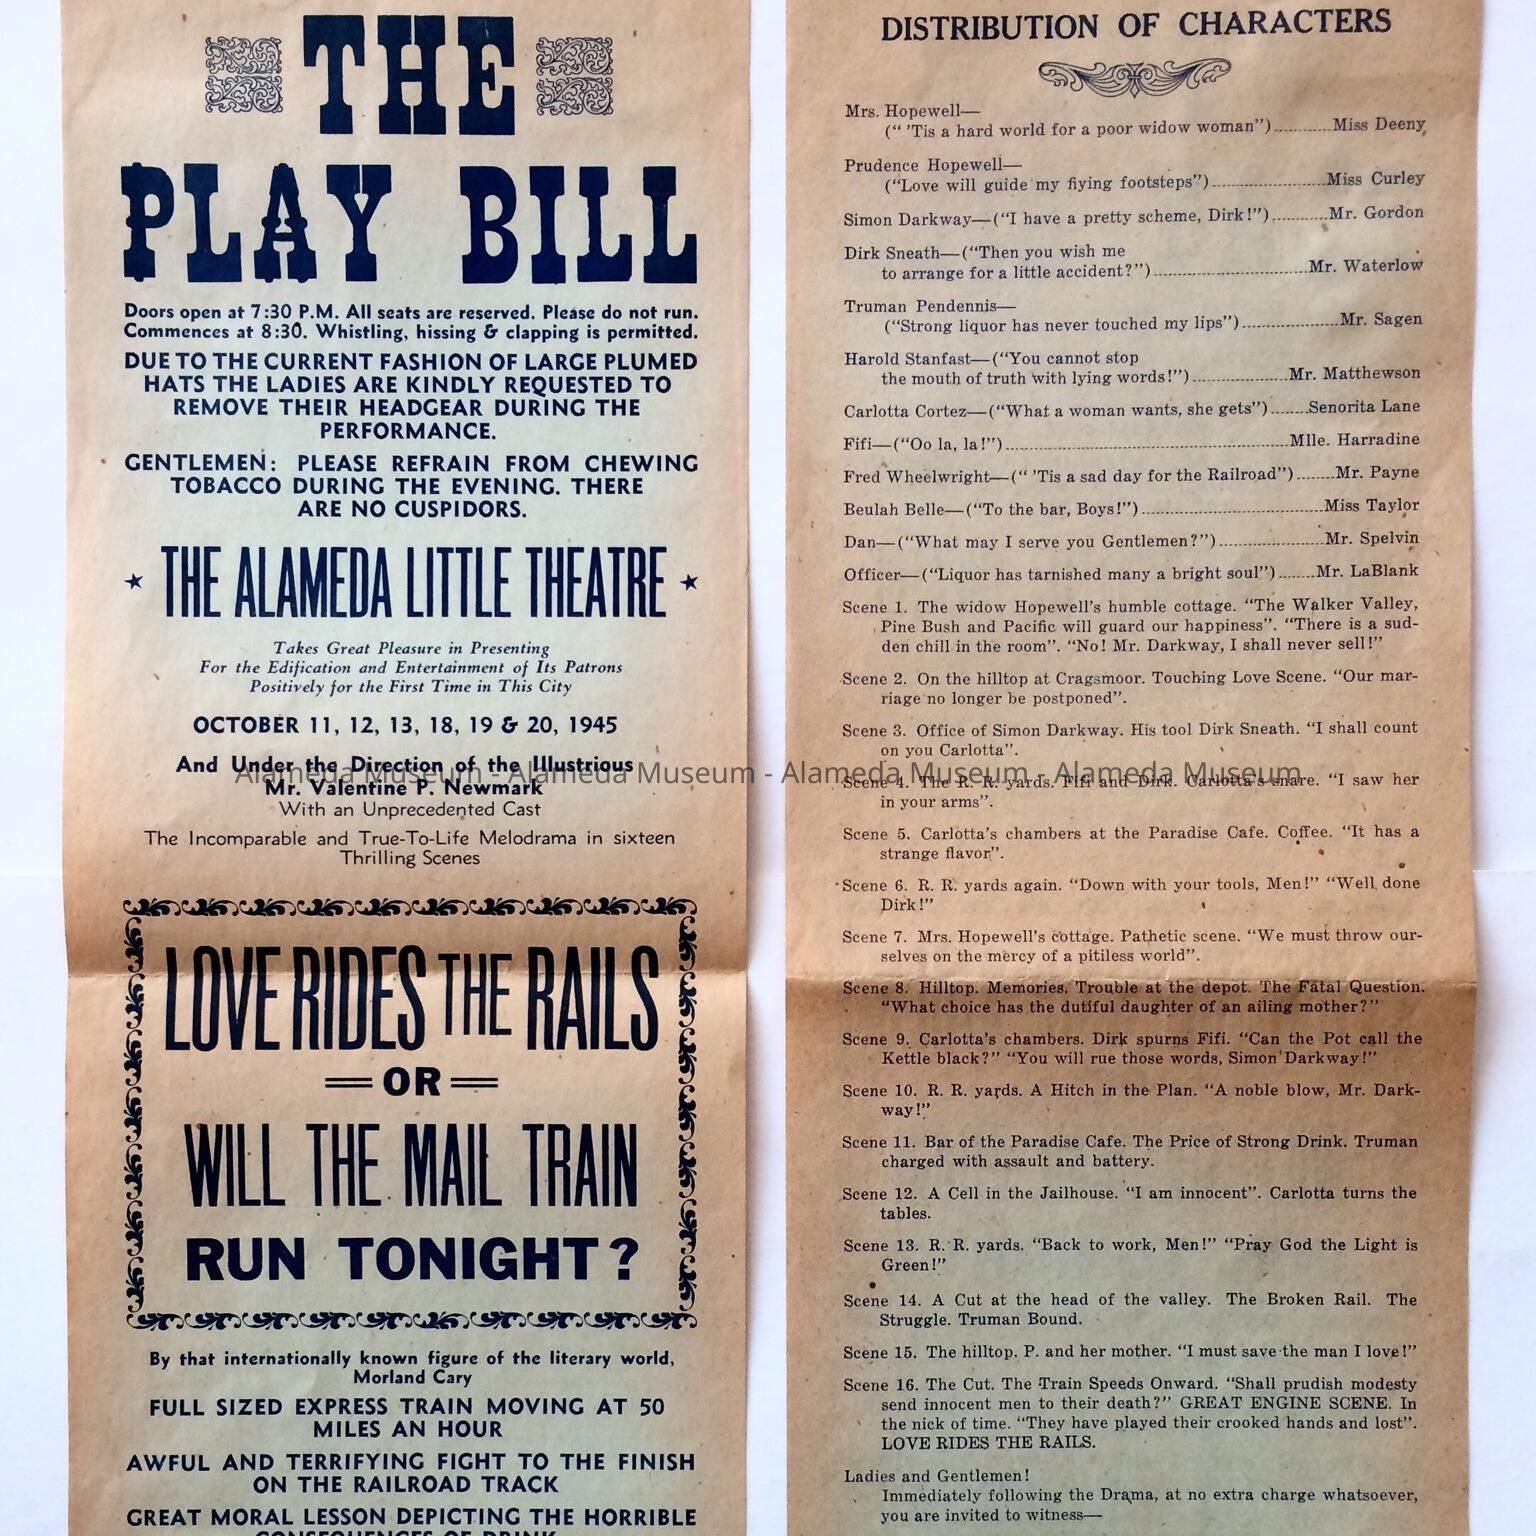 THE
PLAY BILL
Doors open at 7:30 P.M. All seats are reserved. Please do not run.
Commences at 8:30. Whistling, hissing & clapping is permitted.
DUE TO THE CURRENT FASHION OF LARGE PLUMED
HATS THE LADIES ARE KINDLY REQUESTED TO
REMOVE THEIR HEADGEAR DURING THE
PERFORMANCE.
GENTLEMEN: PLEASE REFRAIN FROM CHEWING
TOBACCO DURING THE EVENING. THERE
ARE NO CUSPIDORS.
THE ALAMEDA LITTLE THEATRE
Takes Great Pleasure in Presenting
For the Edification and Entertainment of Its Patrons
Positively for the First Time in This City
OCTOBER 11, 12, 13, 18, 19 & 20, 1945
And Under the Direction of the Illustrious
Mr. Valentine P. Newmark
With an Unprecedented Cast
The Incomparable and True-To-Life Melodrama in sixteen
Thrilling Scenes
LOVE RIDES THE RAILS
OR
WILL THE MAIL TRAIN
RUN TONIGHT?
By that internationally known figure of the literary world,
Morland Cary
FULL SIZED EXPRESS TRAIN MOVING AT 50
MILES AN HOUR
AWFUL AND TERRIFYING FIGHT TO THE FINISH
ON THE RAILROAD TRACK
GREAT MORAL LESSON DEPICTING THE HORRIBLE
CONSEQUENCES OF DRINK
DISTRIBUTION OF CHARACTERS
Mrs. Hopewell—
(" 'Tis a hard world for a poor widow woman")...........Miss Deeny
Prudence Hopewell—
("Love will guide my fiying footsteps")......................Miss Curley
Simon Darkway—("I have a pretty scheme, Dirk!")...........Mr. Gordon
Dirk Sneath—("Then you wish me
to arrange for a little accident?")..............................Mr. Waterlow
Truman Pendennis—
("Strong liquor has never touched my lips")...................Mr. Sagen
Harold Stanfast—("You cannot stop
the mouth of truth with lying words!")...................Mr. Matthewson
Carlotta Cortez—("What a woman wants, she gets").......Senorita Lane
Fifi—("Oo la, la!").......................................................Mlle. Harradine
Fred Wheelwright—(" 'Tis a sad day for the Railroad").......Mr. Payne
Beulah Belle—("To the bar, Boys!")...................................Miss Taylor
Dan—("What may I serve you Gentlemen?").....................Mr. Spelvin
Officer—("Liquor has tarnished many a bright soul").......Mr. LaBlank
Scene 1. The widow Hopewell's humble cottage. "The Walker Valley,
Pine Bush and Pacific will guard our happiness". "There is a sud-
den chill in the room". "No! Mr. Darkway, I shall never sell!"
Scene 2. On the hilltop at Cragsmoor. Touching Love Scene. "Our mar-
riage no longer be postponed".
Scene 3. Office of Simon Darkway. His tool Dirk Sneath. "I shall count
on you Carlotta".
Alameda Museum - Alameda Museum - Alameda Museum - Alameda Museum
Scene 4. The R. R. yards. Fifi and Dirk. Carlotta's snare. "I saw her
in your arms".
Scene 5. Carlotta's chambers at the Paradise Cafe. Coffee. "It has a
strange flavor".
Scene 6. R. R. yards again. "Down with your tools, Men!" "Well done
Dirk!"
Scene 7. Mrs. Hopewell's cottage. Pathetic scene. "We must throw our-
selves on the mercy of a pitiless world".
Scene 8. Hilltop. Memories. Trouble at the depot. The Fatal Question.
"What choice has the dutiful daughter of an ailing mother?"
Scene 9. Carlotta's chambers. Dirk spurns Fifi. "Can the Pot call the
Kettle black?" "You will rue those words, Simon Darkway!"
Scene 10. R. R. yards. A Hitch in the Plan. "A noble blow, Mr. Dark-
way!"
Scene 11. Bar of the Paradise Cafe. The Price of Strong Drink. Truman
charged with assault and battery.
Scene 12. A Cell in the Jailhouse. "I am innocent". Carlotta turns the
tables.
Scene 13. R. R. yards. "Back to work, Men!" "Pray God the Light is
Green!"
Scene 14. A Cut at the head of the valley. The Broken Rail. The
Struggle. Truman Bound.
Scene 15. The hilltop. P. and her mother. "I must save the man I love!"
Scene 16. The Cut. The Train Speeds Onward. "Shall prudish modesty
send innocent men to their death?" GREAT ENGINE SCENE. In
the nick of time. "They have played their crooked hands and lost".
LOVE RIDES THE RAILS.
Ladies and Gentlemen!
Immediately following the Drama, at no extra charge whatsoever,
you are invited to witness—